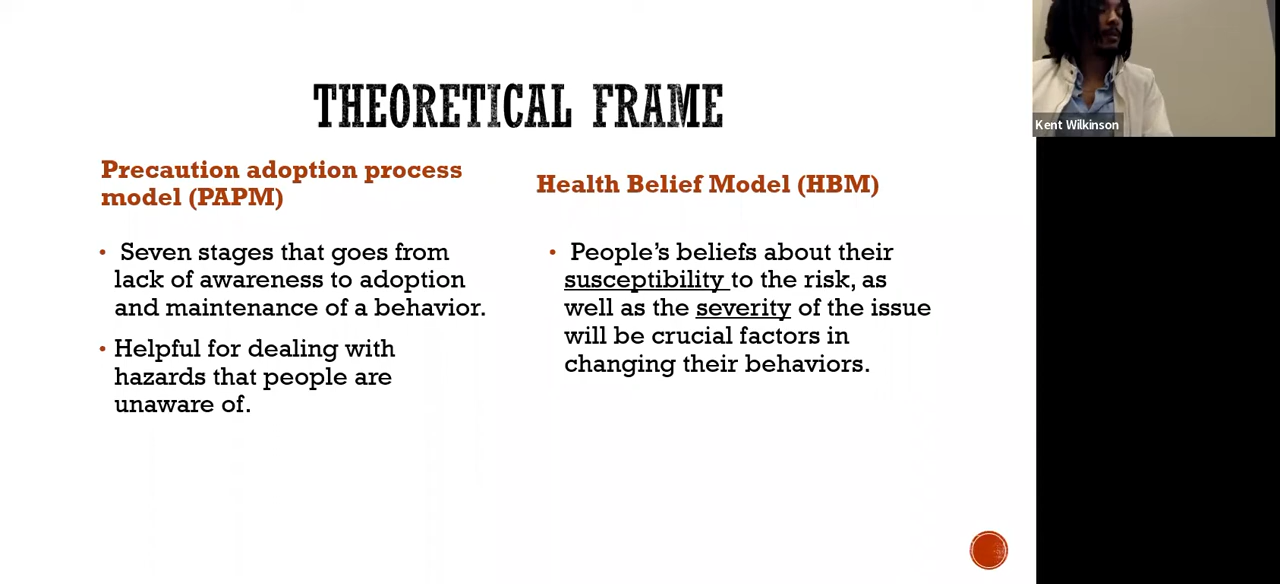 THEORETICAL FRAME
Precaution adoption process
model (PAPM)
• Seven stages that goes from
lack of awareness to adoption
and maintenance of a behavior.
• Helpful for dealing with
hazards that people are
unaware of.
Health Belief Model (HBM)
• People’s beliefs about their
susceptibility to the risk, as
well as the severity of the issue
will be crucial factors in
changing their behaviors.
Kent Wilkinson